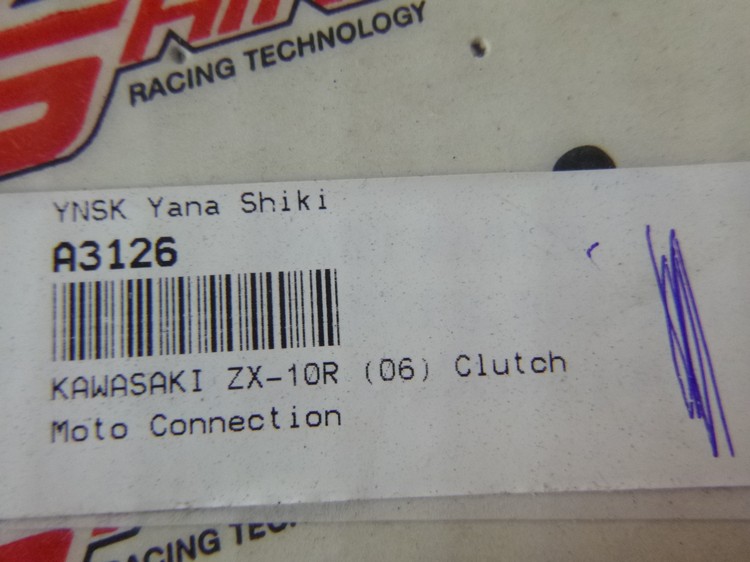 RACING TECHNOLOGY
YNSK Yana Shiki
A3126
KAWASAKI ZX-10R (06) Clutch
Moto Connection